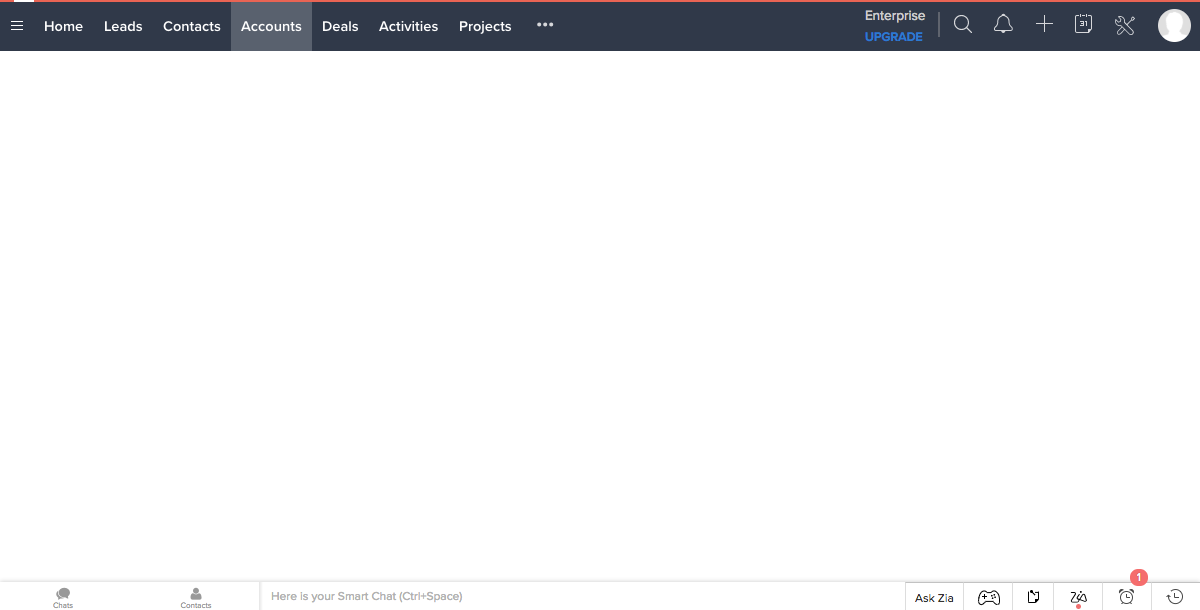 Home Leads Contacts Accounts Deals Activities Projects •••
Enterprise
UPGRADE
31
Chats
Contacts
Here is your Smart Chat (Ctrl+Space)
Ask Zia
1